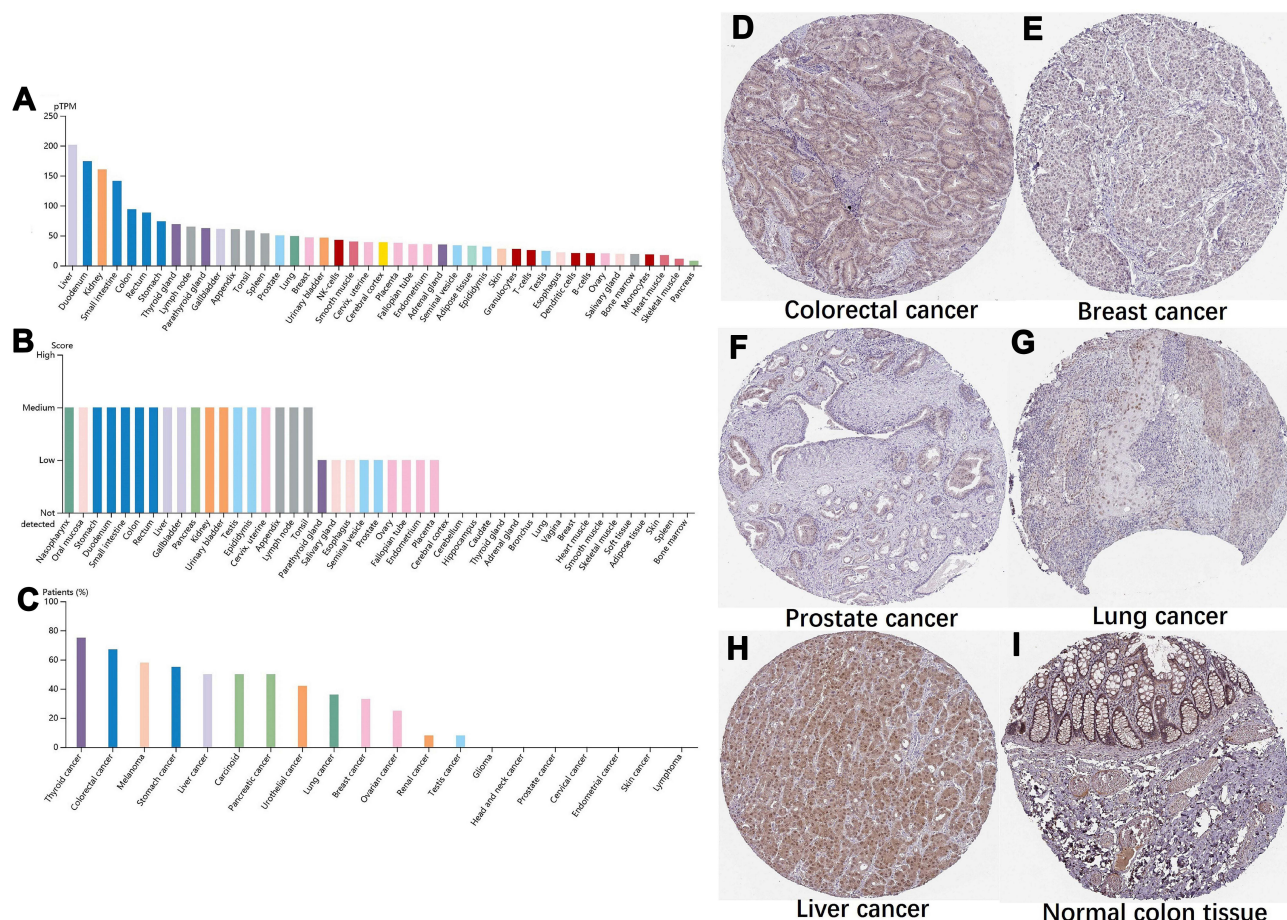 A
pTPM
250
200
150
100
50
0
Liver
Duodenum
Kidney
Small intestine
Colon
Rectum
Stomach
Thyroid gland
Lymph node
Parathyroid gland
Gallbladder
Appendix
Tonsil
Spleen
Prostate
Lung
Breast
Urinary bladder
NK-cells
Smooth muscle
Cervix, uterine
Cerebral cortex
Placenta
Fallopian tube
Endometrium
Adrenal gland
Seminal vesicle
Adipose tissue
Epididymis
Skin
Granulocytes
T-cells
Testis
Esophagus
Dendritic cells
B-cells
Ovary
Salivary gland
Bone marrow
Monocytes
Heart muscle
Skeletal muscle
Pancreas
B
Score
High
Medium
Low
Not
detected
Nasopharynx
Oral mucosa
Stomach
Duodenum
Small intestine
Colon
Rectum
Liver
Gallbladder
Pancreas
Kidney
Urinary bladder
Testis
Epididymis
Cervix, uterine
Appendix
Lymph node
Tosil
Parathyroid gland
Salivary gland
Esophagus
Seminal vesicle
Prostate
Ovary
Fallopian tube
Endometrium
Placenta
Cerebral cortex
Cerebellum
Hippocampus
Caudate
Thyroid gland
Adrenal gland
Bronchus
Lung
Vagina
Breast
Heart muscle
Smooth muscle
Skeletal muscle
Soft tissue
Adipose tissue
Skin
Spleen
Bone marrow
C
Patients (%)
100
80
60
40
20
0
Thyroid cancer
Colorectal cancer
Melanoma
Stomach cancer
Liver cancer
Carcinoid
Pancreatic cancer
Urothelial cancer
Lung cancer
Breast cancer
Ovarian cancer
Renal cancer
Testis cancer
Glioma
Head and neck cancer
Prostate cancer
Cervical cancer
Endometrial cancer
Skin cancer
Lymphoma
D
Colorectal cancer
E
Breast cancer
F
Prostate cancer
G
Lung cancer
H
Liver cancer
I
Normal colon tissue